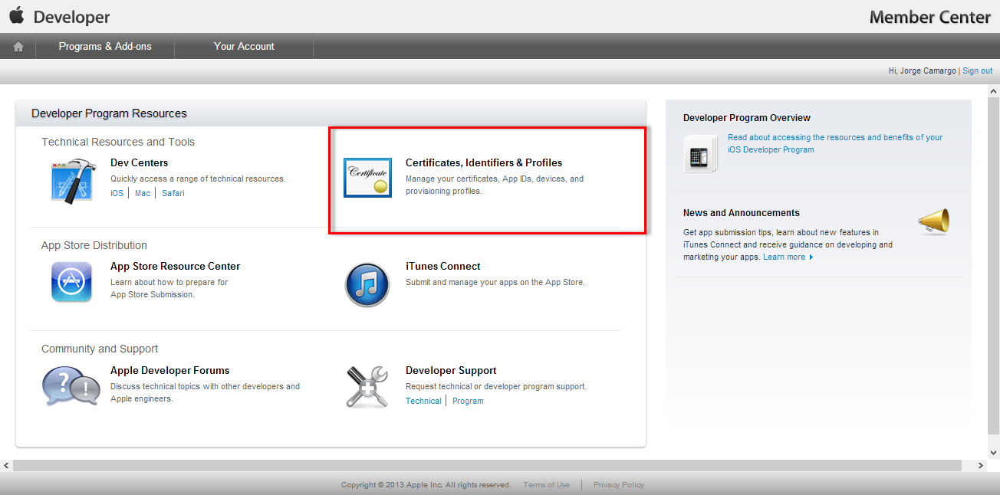 Developer
Member Center
Programs & Add-ons
Your Account
Hi, Jorge Camargo | Sign out
Developer Program Resources
Technical Resources and Tools
Dev Centers
Quickly access a range of technical resources.
iOS | Mac | Safari
Certificate
Certificates, Identifiers & Profiles
Manage your certificates, App IDs, devices, and
provisioning profiles.
App Store Distribution
App Store Resource Center
Learn about how to prepare for
App Store Submission.
iTunes Connect
Submit and manage your apps on the App Store.
Community and Support
Apple Developer Forums
Discuss technical topics with other developers and
Apple engineers.
Developer Support
Request technical or developer program support.
Technical | Program
Developer Program Overview
Read about accessing the resources and benefits of your
iOS Developer Program
News and Announcements
Get app submission tips, learn about new features in
iTunes Connect and receive guidance on developing and
marketing your apps. Learn more
Copyright © 2013 Apple Inc. All rights reserved. Terms of Use | Privacy Policy